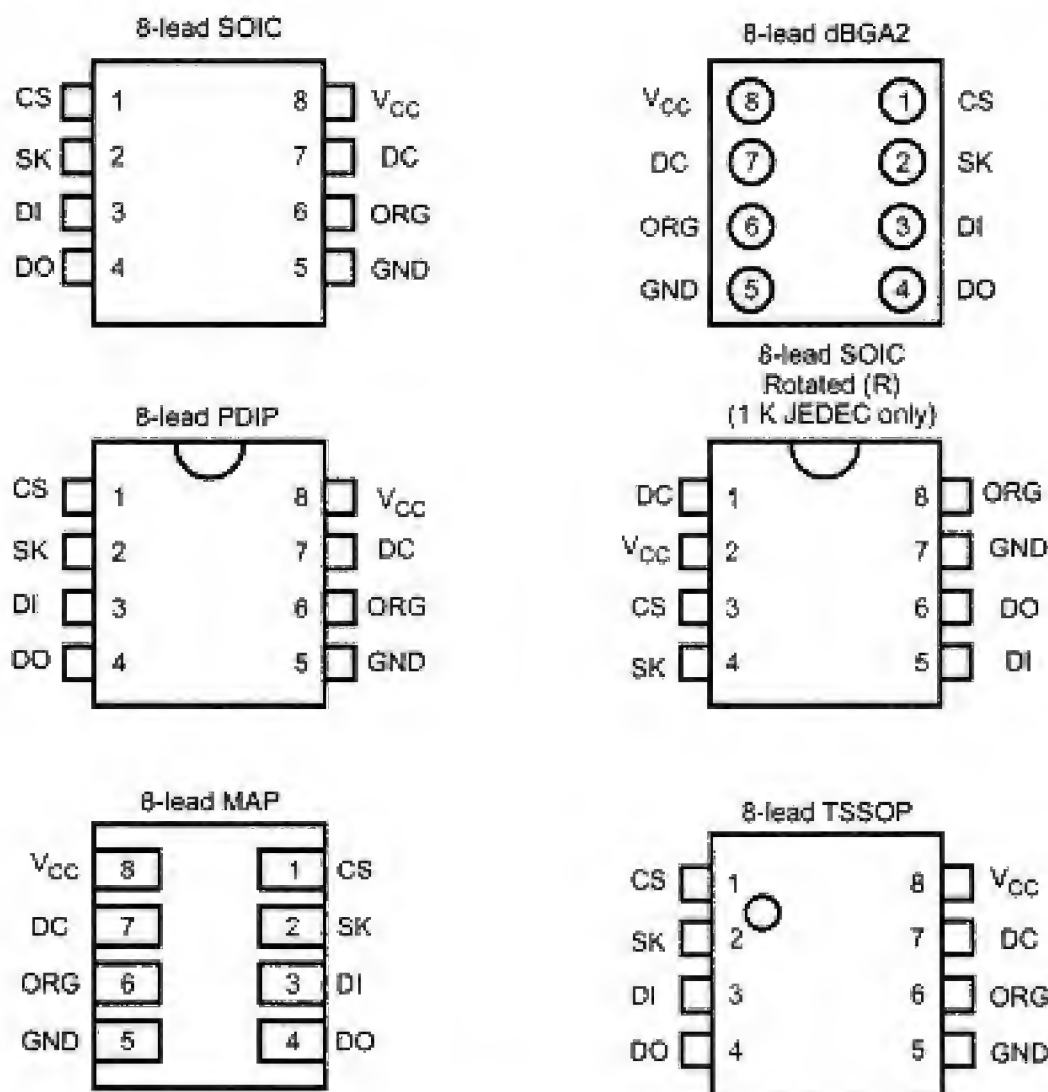 8-lead SOIC
CS 1 8 VCC
SK 2 7 DC
DI 3 6 ORG
DO 4 5 GND
8-lead dBGA2
VCC 8 1 CS
DC 7 2 SK
ORG 6 3 DI
GND 5 4 DO
8-lead PDIP
CS 1 8 VCC
SK 2 7 DC
DI 3 6 ORG
DO 4 5 GND
8-lead SOIC
Rotated (R)
(1 K JEDEC only)
DC 1 8 ORG
VCC 2 7 GND
CS 3 6 DO
SK 4 5 DI
8-lead MAP
VCC 8 1 CS
DC 7 2 SK
ORG 6 3 DI
GND 5 4 DO
8-lead TSSOP
CS 1 8 VCC
SK 2 7 DC
DI 3 6 ORG
DO 4 5 GND